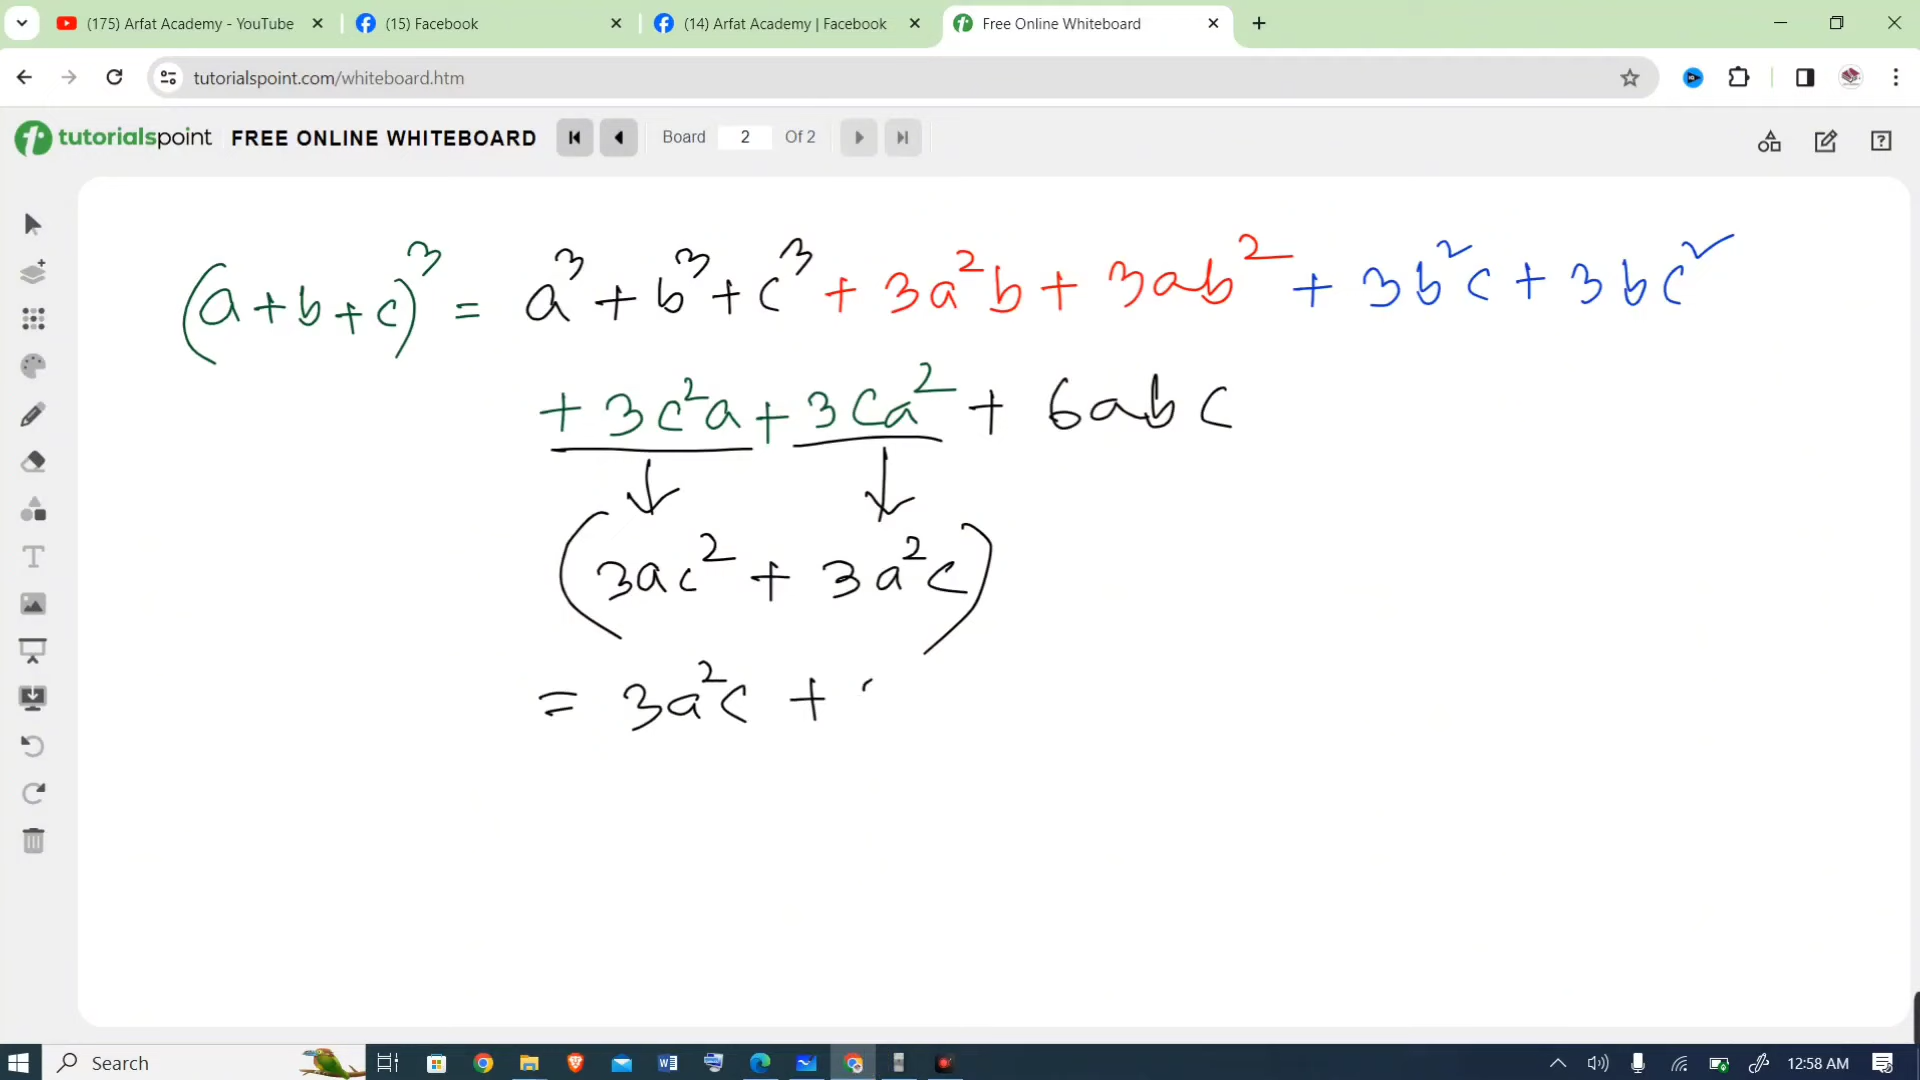 (175) Arfat Academy - YouTube (15) Facebook (14) Arfat Academy | Facebook Free Online Whiteboard
tutorialspoint.com/whiteboard.htm
tutorialspoint FREE ONLINE WHITEBOARD Board 2 Of 2
(a+b+c)³ = a³ + b³ + c³ + 3a²b + 3ab² + 3b²c + 3bc²
+ 3c²a + 3ca² + 6abc
(3ac² + 3a²c)
= 3a²c +
Search 12:58 AM